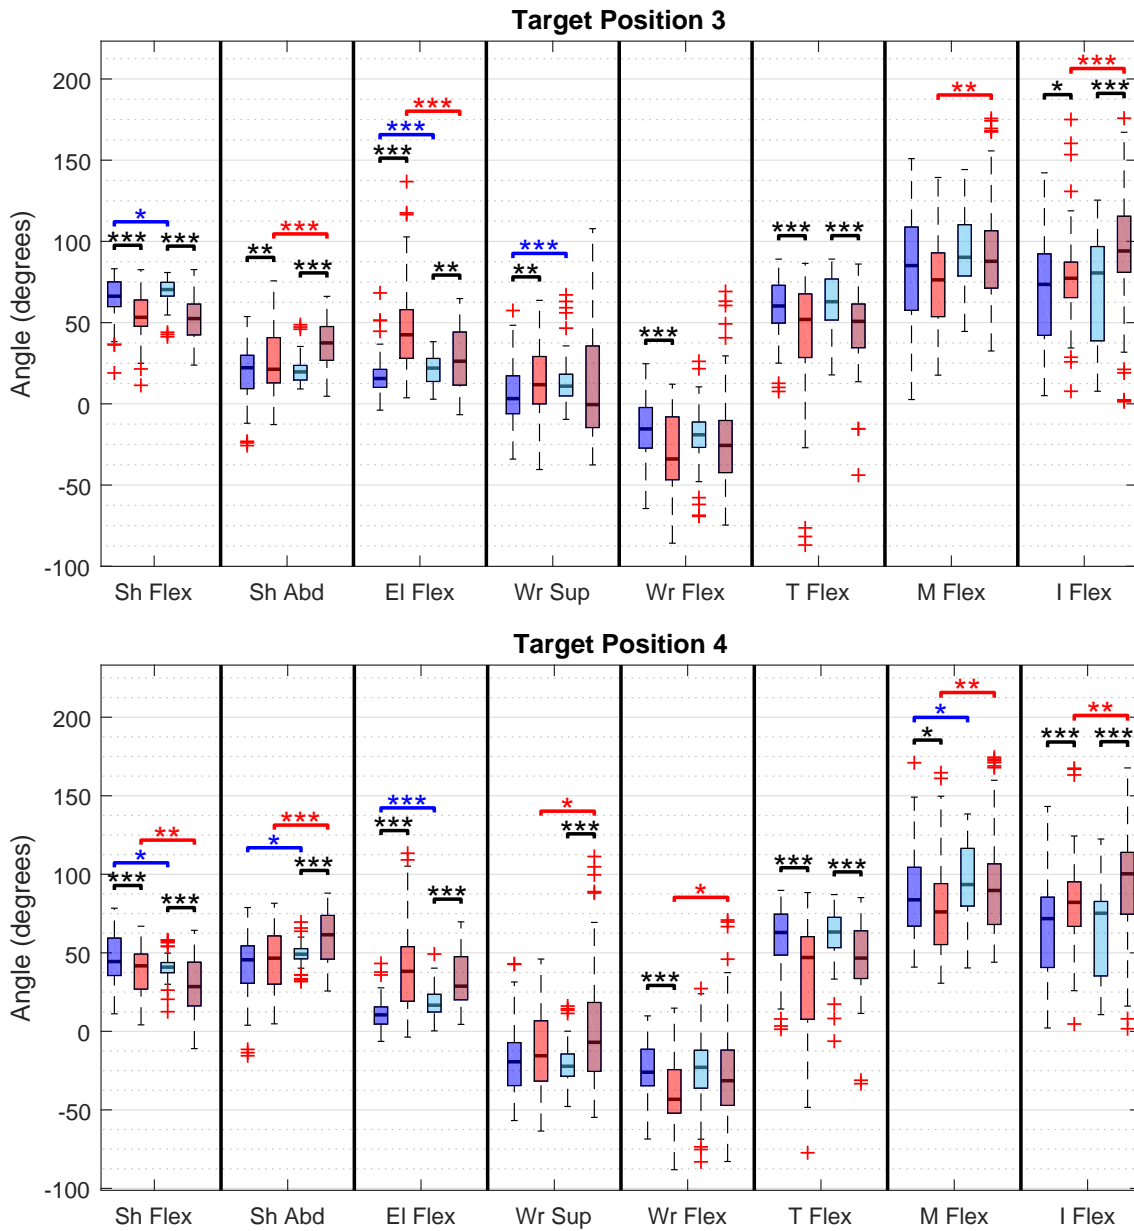 Target Position 3
Angle (degrees)
200
150
100
50
0
-50
-100
* *** *** ** *** *** *** *** *** ** ** *** *** *** *** ** * *** *** 
Sh Flex Sh Abd El Flex Wr Sup Wr Flex T Flex M Flex I Flex
Target Position 4
Angle (degrees)
200
150
100
50
0
-50
-100
*** * ** *** * *** *** *** *** *** * *** *** * *** *** * * ** *** ** ***
Sh Flex Sh Abd El Flex Wr Sup Wr Flex T Flex M Flex I Flex